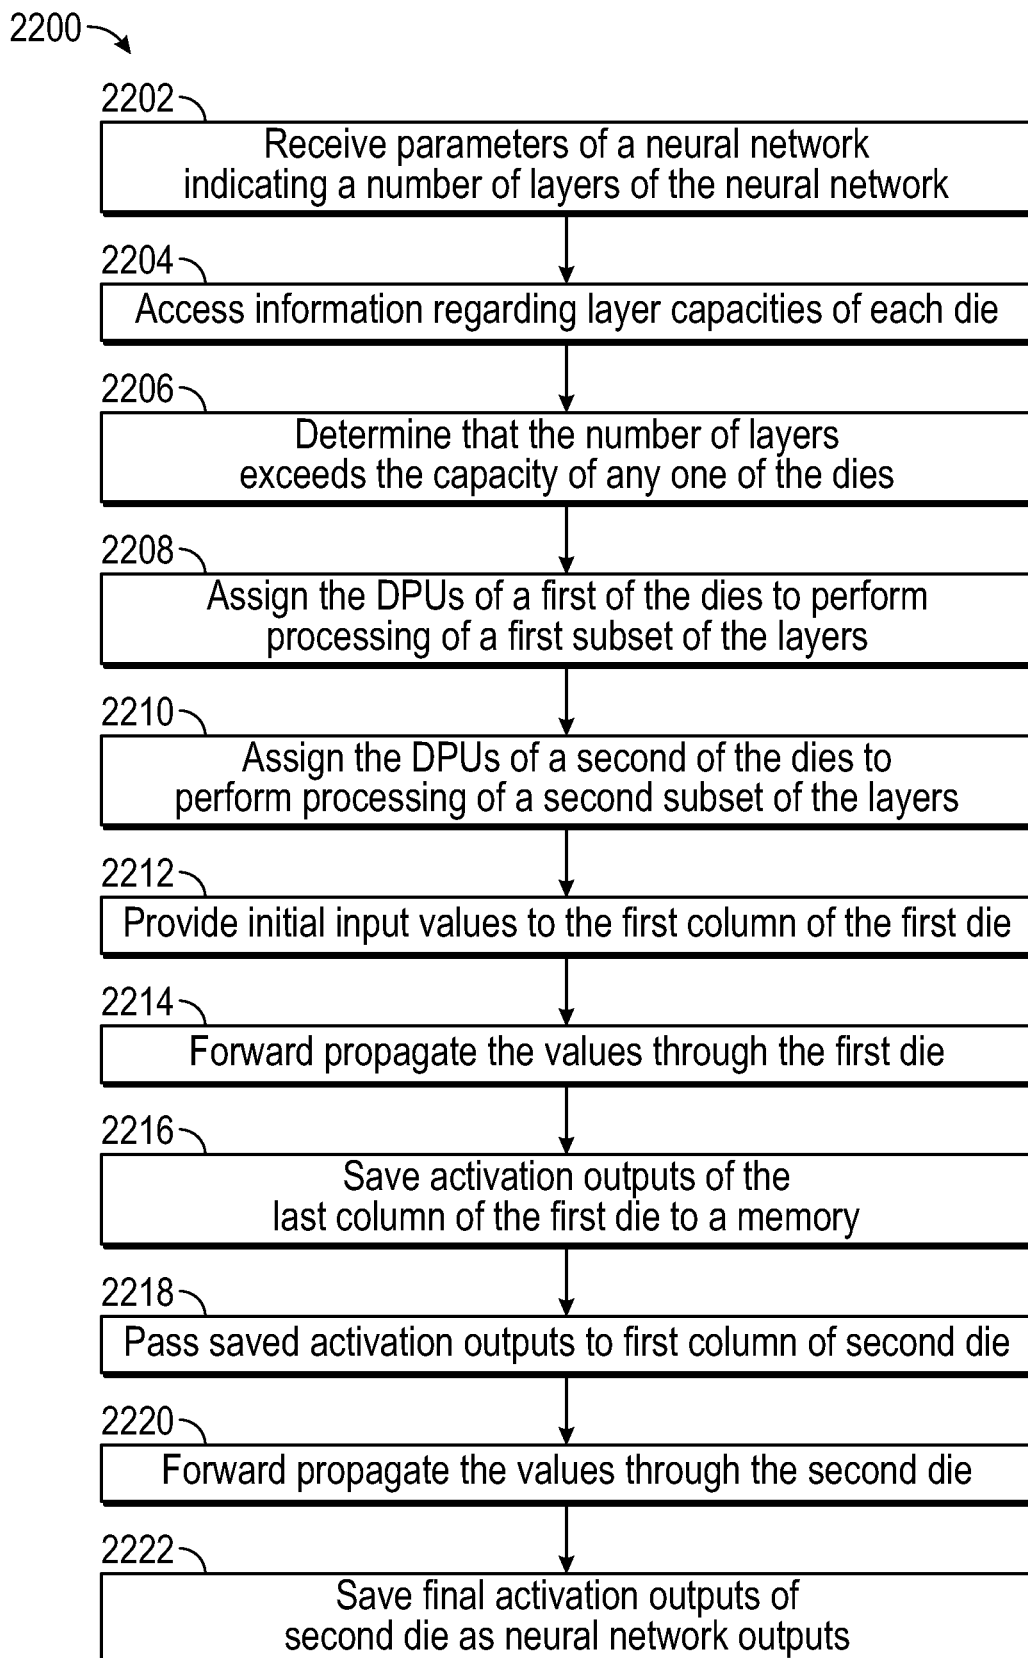 2200
2202
Receive parameters of a neural network
indicating a number of layers of the neural network
2204
Access information regarding layer capacities of each die
2206
Determine that the number of layers
exceeds the capacity of any one of the dies
2208
Assign the DPUs of a first of the dies to perform
processing of a first subset of the layers
2210
Assign the DPUs of a second of the dies to
perform processing of a second subset of the layers
2212
Provide initial input values to the first column of the first die
2214
Forward propagate the values through the first die
2216
Save activation outputs of the
last column of the first die to a memory
2218
Pass saved activation outputs to first column of second die
2220
Forward propagate the values through the second die
2222
Save final activation outputs of
second die as neural network outputs